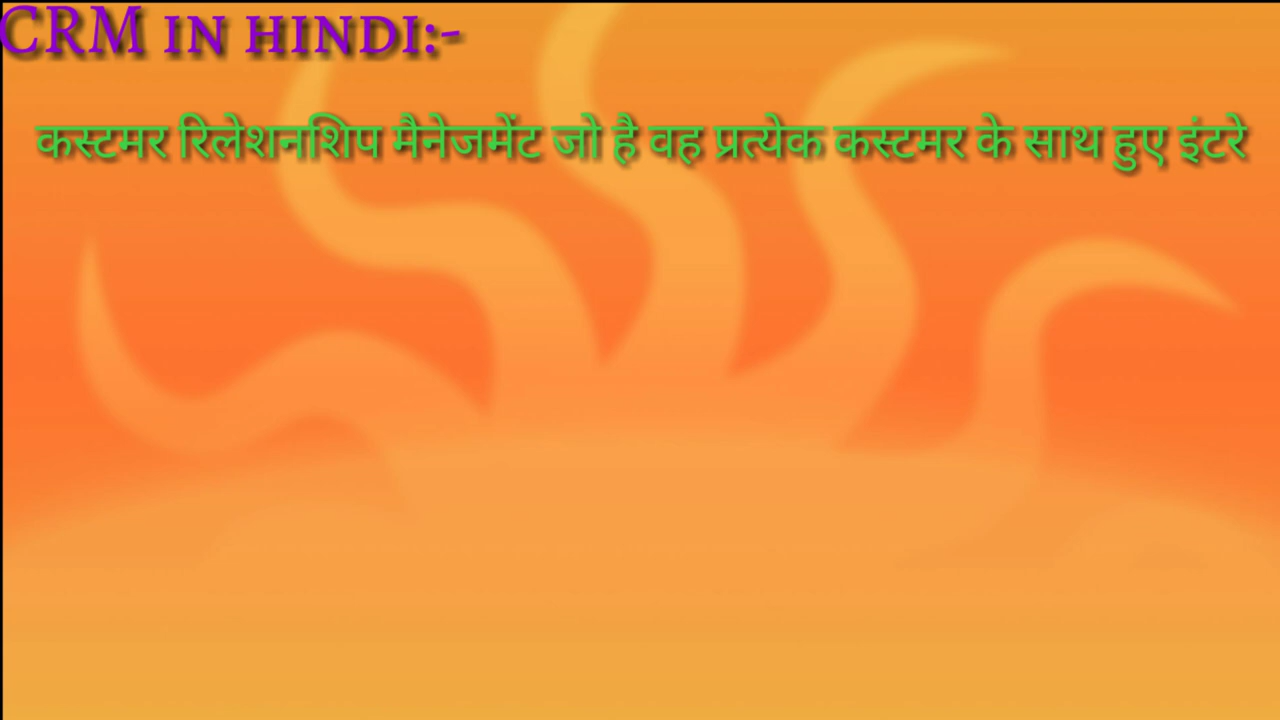 CRM IN HINDI:-
कस्टमर रिलेशनशिप मैनेजमेंट जो है वह प्रत्येक कस्टमर के साथ हुए इंटरे